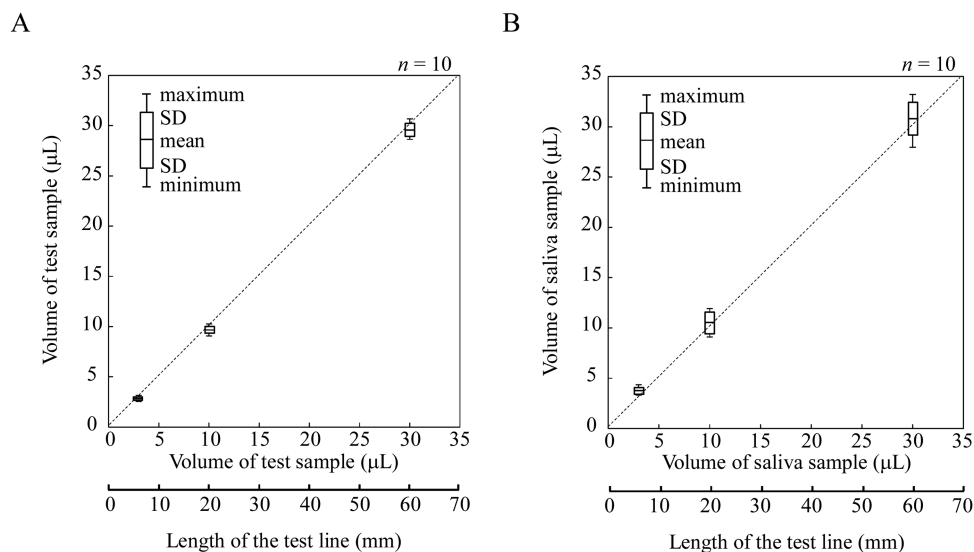 A
n = 10
35
30
25
20
15
10
5
0
maximum
SD
mean
SD
minimum
Volume of test sample (μL)
0 5 10 15 20 25 30 35
Volume of test sample (μL)
0 10 20 30 40 50 60 70
Length of the test line (mm)
B
n = 10
35
30
25
20
15
10
5
0
maximum
SD
mean
SD
minimum
Volume of saliva sample (μL)
0 5 10 15 20 25 30 35
Volume of saliva sample (μL)
0 10 20 30 40 50 60 70
Length of the test line (mm)